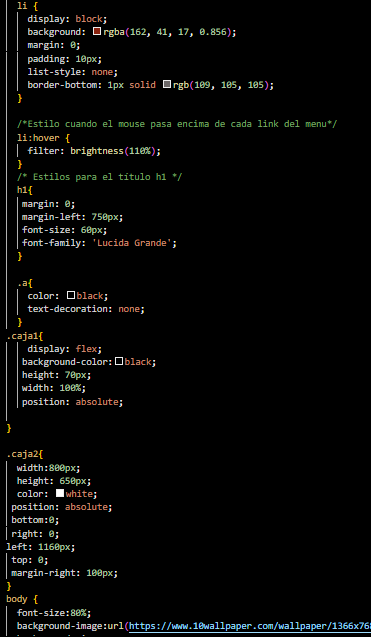 li {
display: block;
background: rgba(162, 41, 17, 0.856);
margin: 0;
padding: 10px;
list-style: none;
border-bottom: 1px solid rgb(109, 105, 105);
}
/*Estilo cuando el mouse pasa encima de cada link del menu*/
li:hover {
filter: brightness(110%);
}
/* Estilos para el título h1 */
h1{
margin: 0;
margin-left: 750px;
font-size: 60px;
font-family: 'Lucida Grande';
}
.a{
color: black;
text-decoration: none;
}
.caja1{
display: flex;
background-color: black;
height: 70px;
width: 100%;
position: absolute;
}
.caja2{
width:800px;
height: 650px;
color: white;
position: absolute;
bottom:0;
right: 0;
left: 1160px;
top: 0;
margin-right: 100px;
}
body {
font-size:80%;
background-image:url(https://www.10wallpaper.com/wallpaper/1366x768